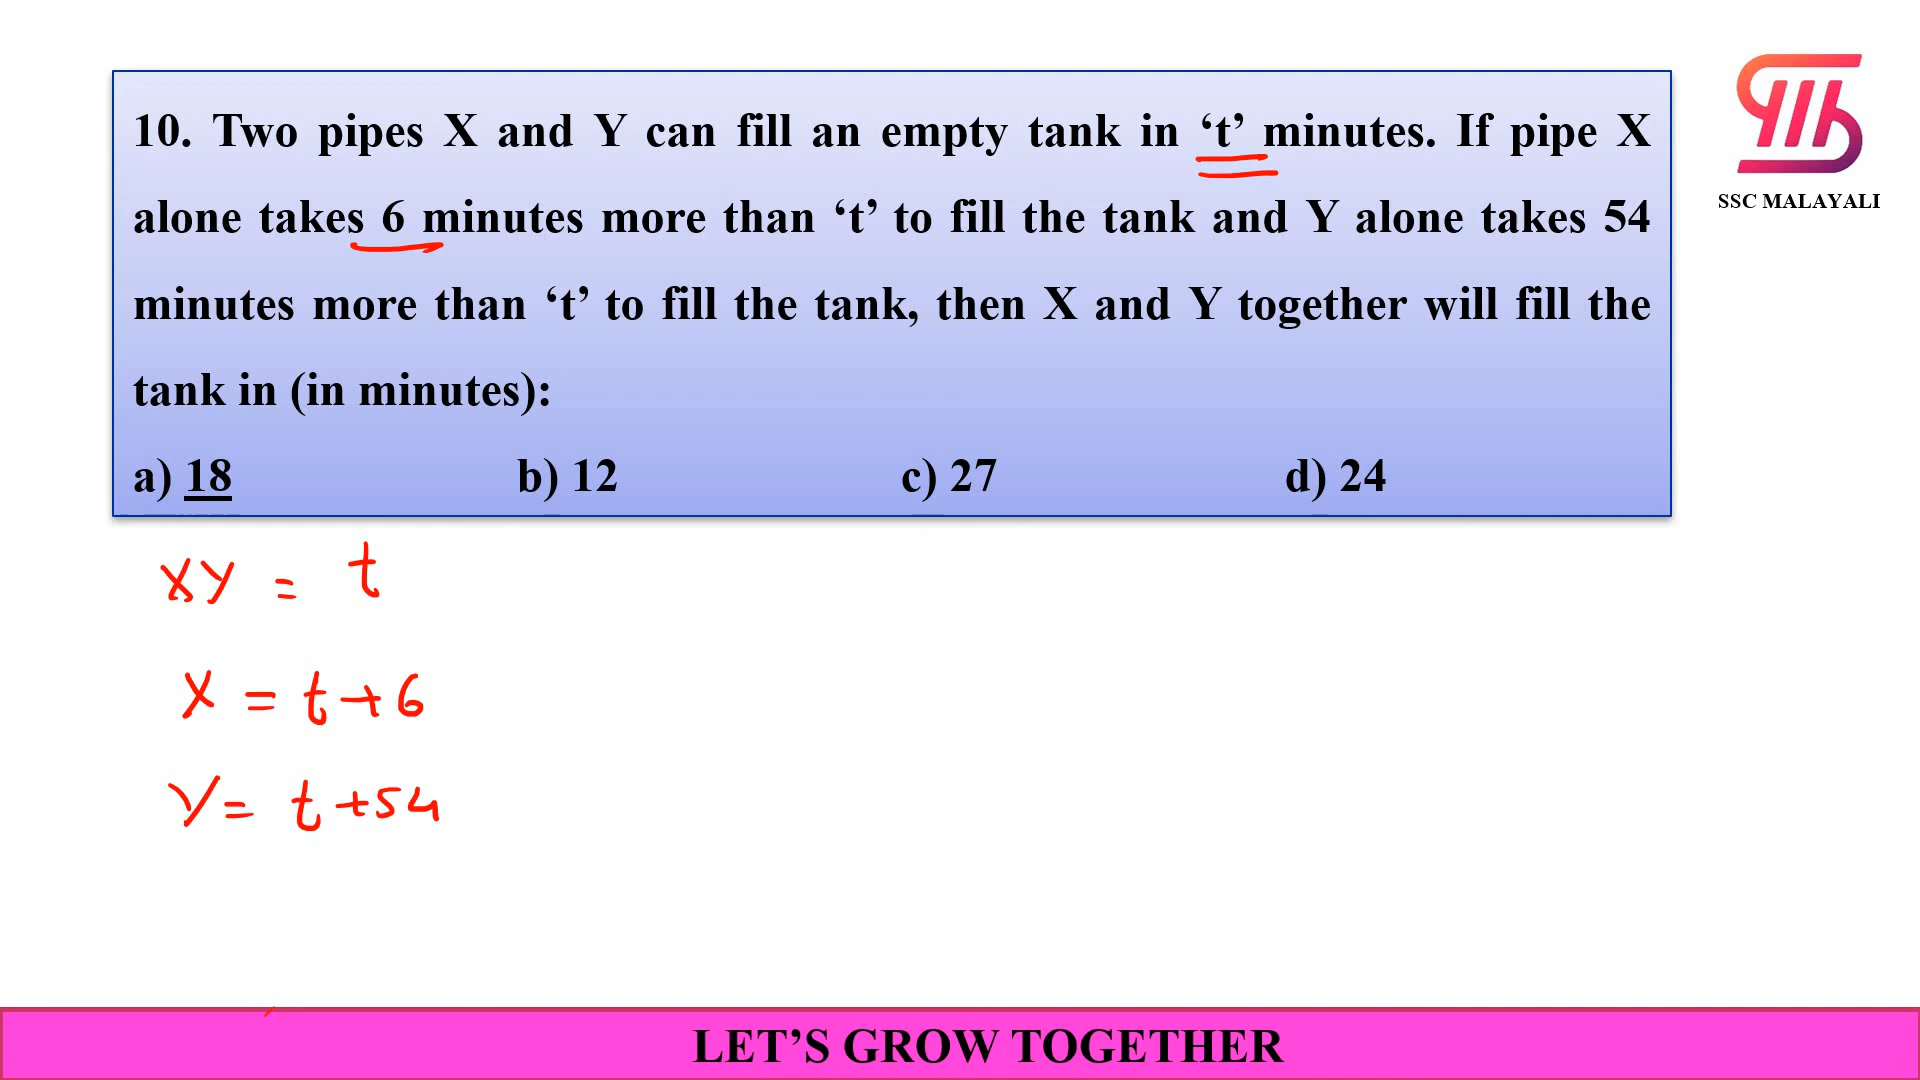 10. Two pipes X and Y can fill an empty tank in ‘t’ minutes. If pipe X
alone takes 6 minutes more than ‘t’ to fill the tank and Y alone takes 54
minutes more than ‘t’ to fill the tank, then X and Y together will fill the
tank in (in minutes):
a) 18 b) 12 c) 27 d) 24
SSC MALAYALI
XY = t
X = t+6
Y = t+54
LET’S GROW TOGETHER